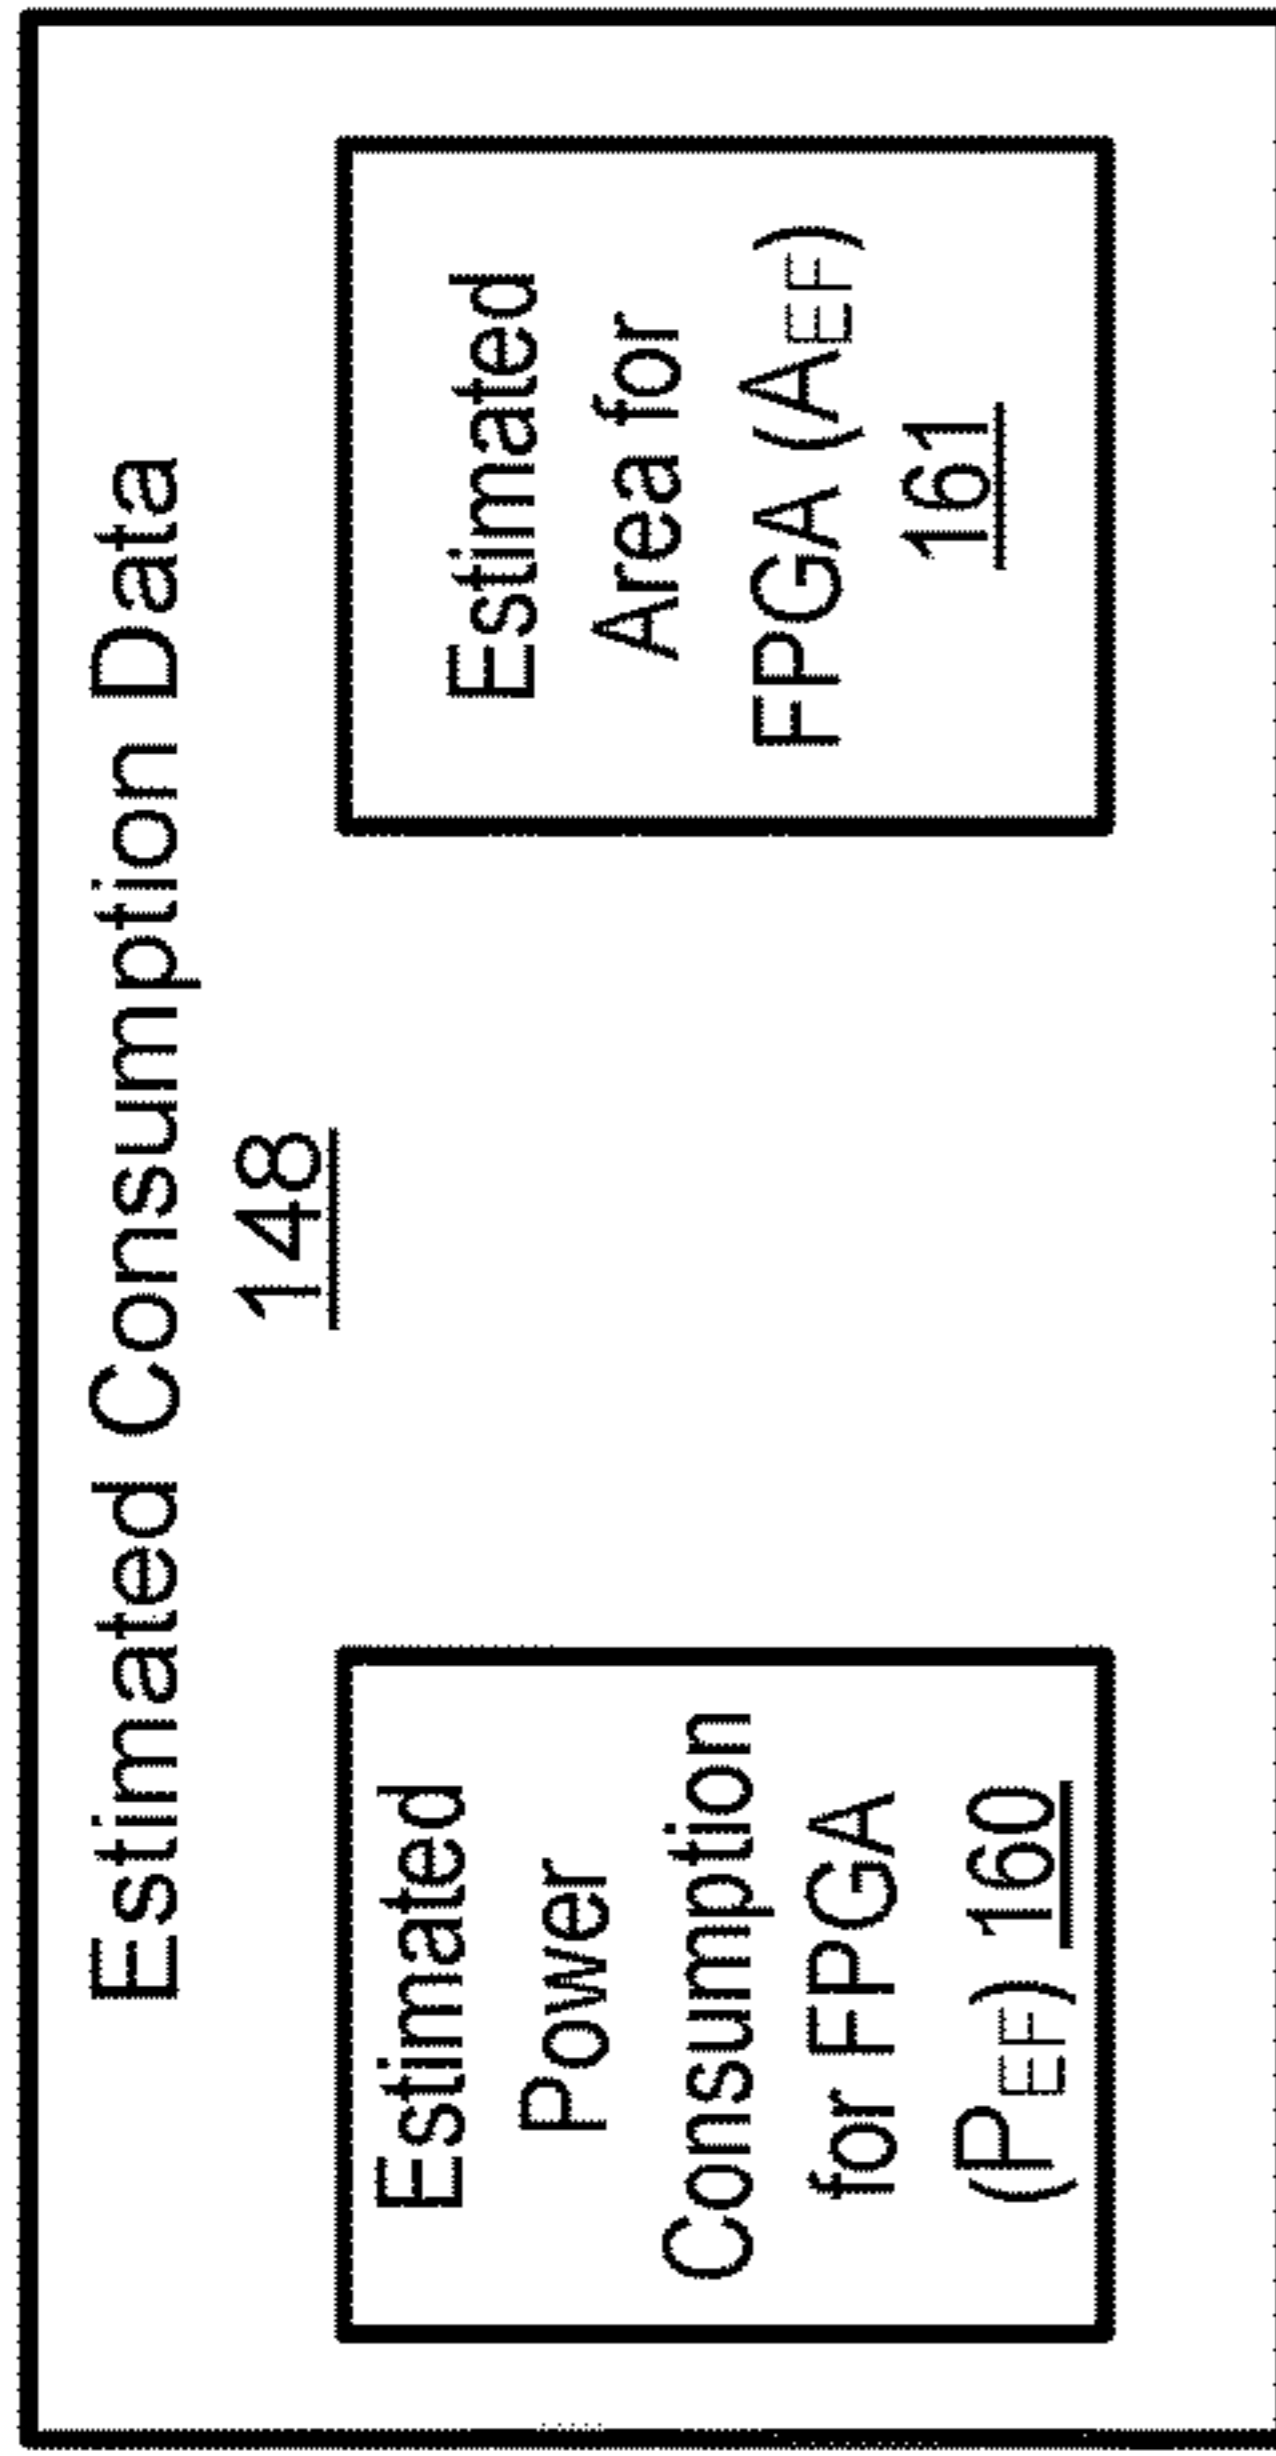 Estimated Consumption Data
148
Estimated
Power
Consumption
for FPGA
(PEF) 160
Estimated
Area for
FPGA (AEF)
161